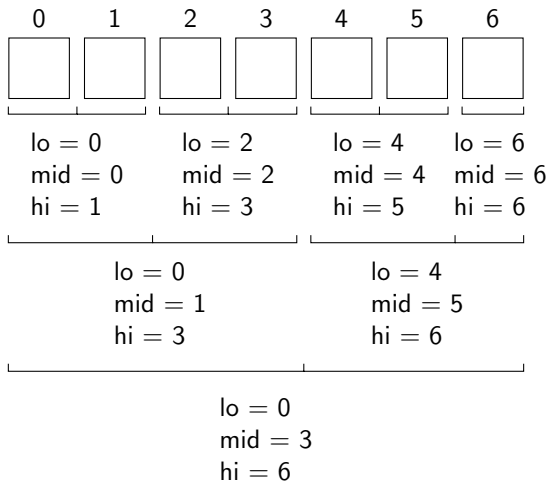 0 1 2 3 4 5 6
lo = 0 lo = 2 lo = 4 lo = 6
mid = 0 mid = 2 mid = 4 mid = 6
hi = 1 hi = 3 hi = 5 hi = 6
lo = 0 lo = 4
mid = 1 mid = 5
hi = 3 hi = 6
lo = 0
mid = 3
hi = 6